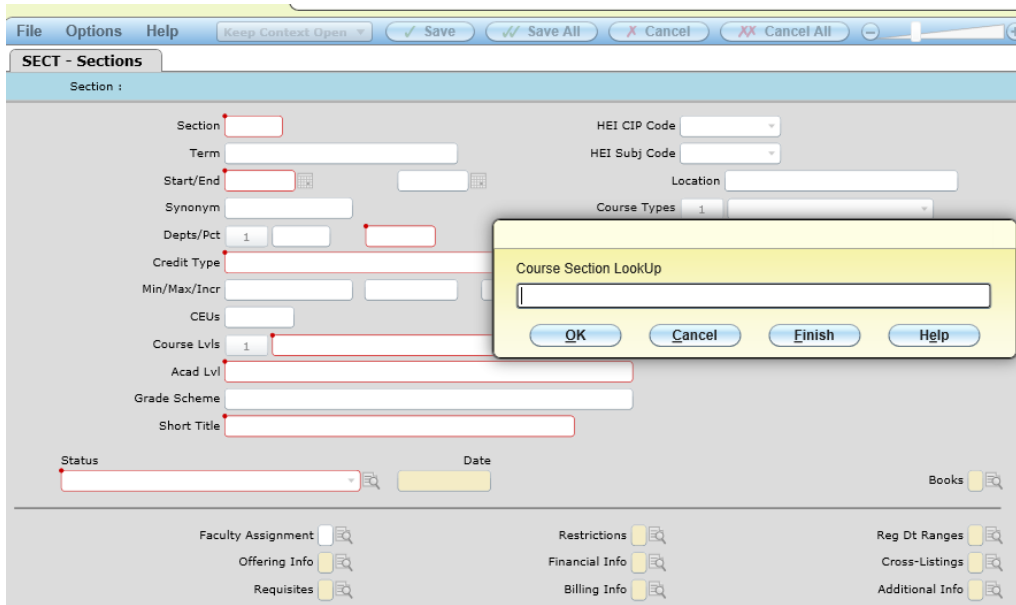 File Options Help Keep Context Open Save Save All Cancel Cancel All
SECT - Sections
Section :
Section HEI CIP Code
Term HEI Subj Code
Start/End Location
Synonym Course Types 1
Depts/Pct 1
Credit Type
Course Section LookUp
Min/Max/Incr
CEUs
OK Cancel Finish Help
Course Lvls 1
Acad Lvl
Grade Scheme
Short Title
Status Date
Books
Faculty Assignment Restrictions Reg Dt Ranges
Offering Info Financial Info Cross-Listings
Requisites Billing Info Additional Info